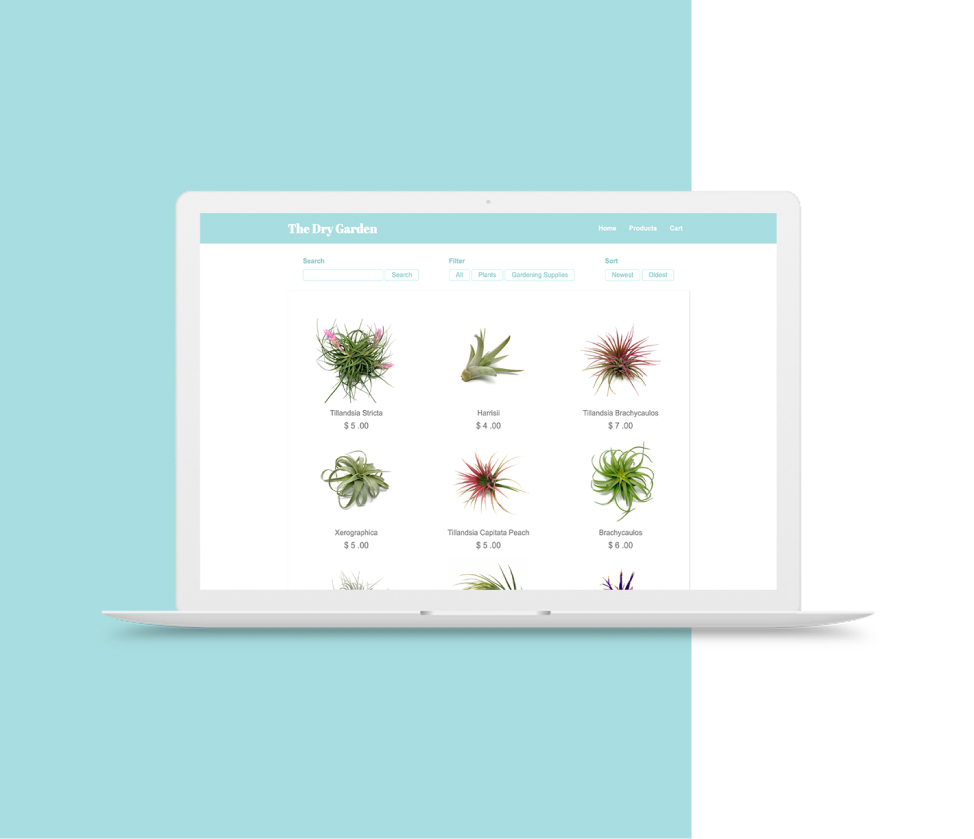 The Dry Garden
Home Products Cart
Search Filter Sort
Search All Plants Gardening Supplies Newest Oldest
Tillandsia Stricta Harrisii Tillandsia Brachycaulos
$ 5 .00 $ 4 .00 $ 7 .00
Xerographica Tillandsia Capitata Peach Brachycaulos
$ 5 .00 $ 5 .00 $ 6 .00